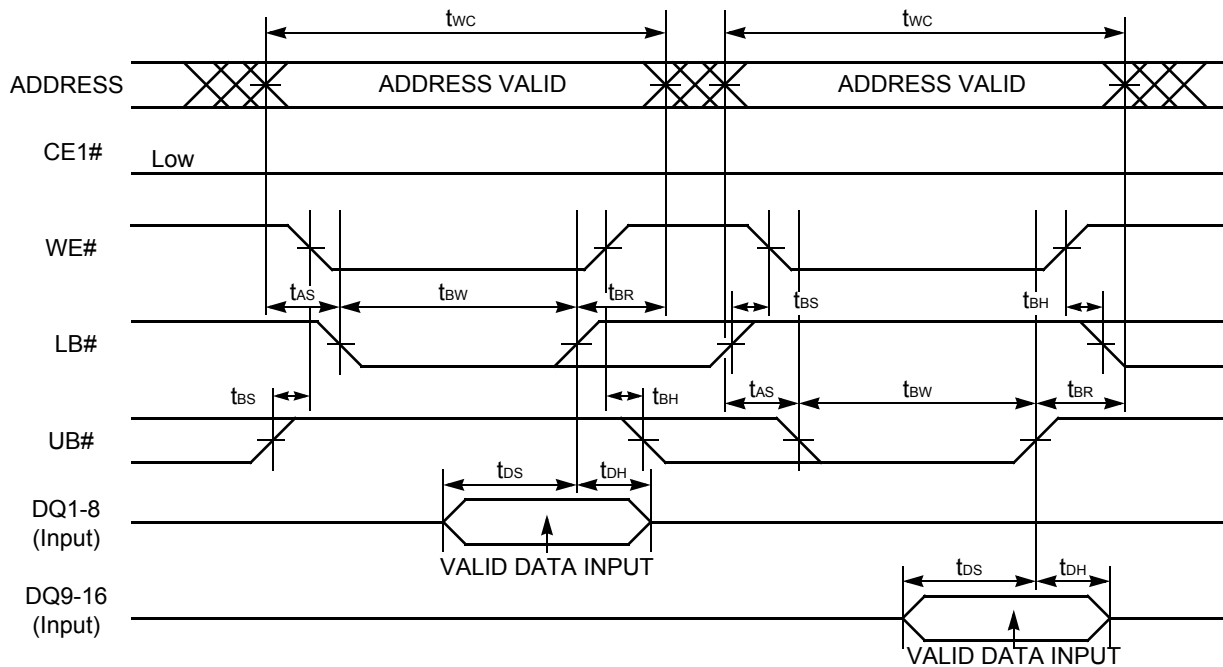 tWC tWC
ADDRESS ADDRESS VALID ADDRESS VALID
CE1# Low
WE#
tAS tBW tBR tBS tBH
LB#
tBS tBH tAS tBW tBR
UB#
tDS tDH
DQ1-8
(Input)
VALID DATA INPUT
tDS tDH
DQ9-16
(Input)
VALID DATA INPUT